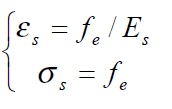 ε_s = f_e / E_s
σ_s = f_e